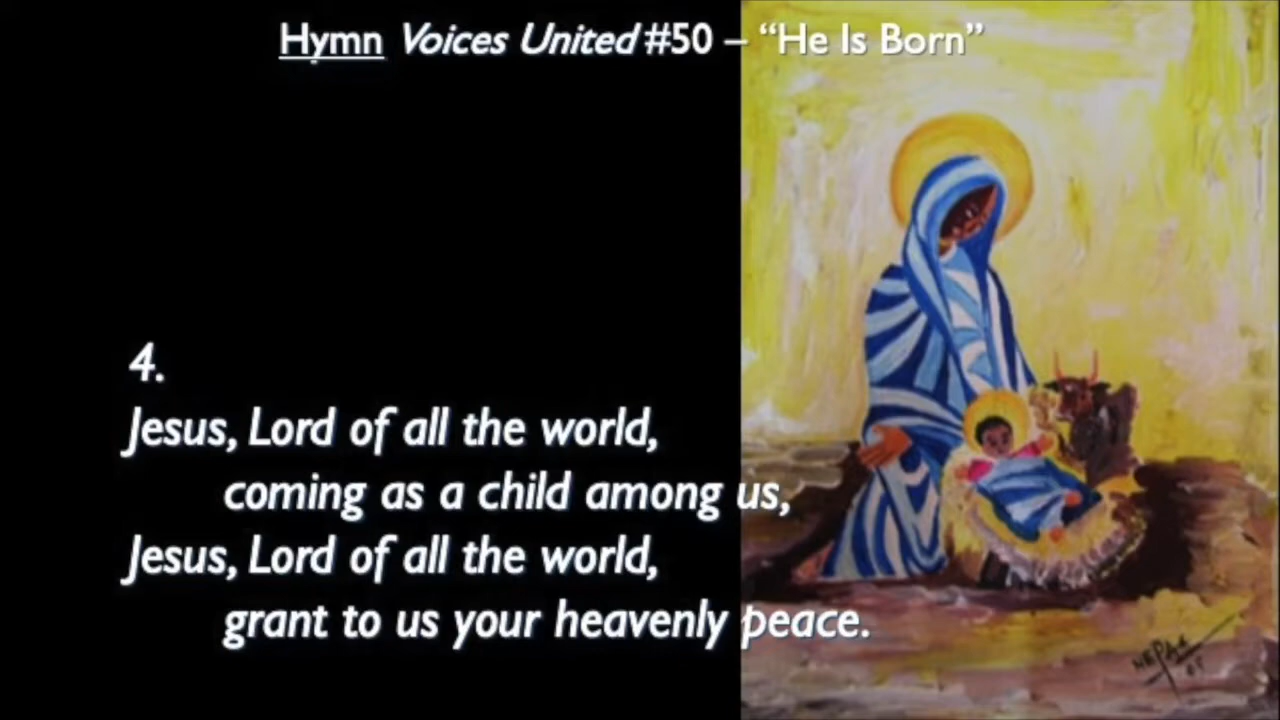 Hymn Voices United #50 – “He Is Born”
4.
Jesus, Lord of all the world,
coming as a child among us,
Jesus, Lord of all the world,
grant to us your heavenly peace.